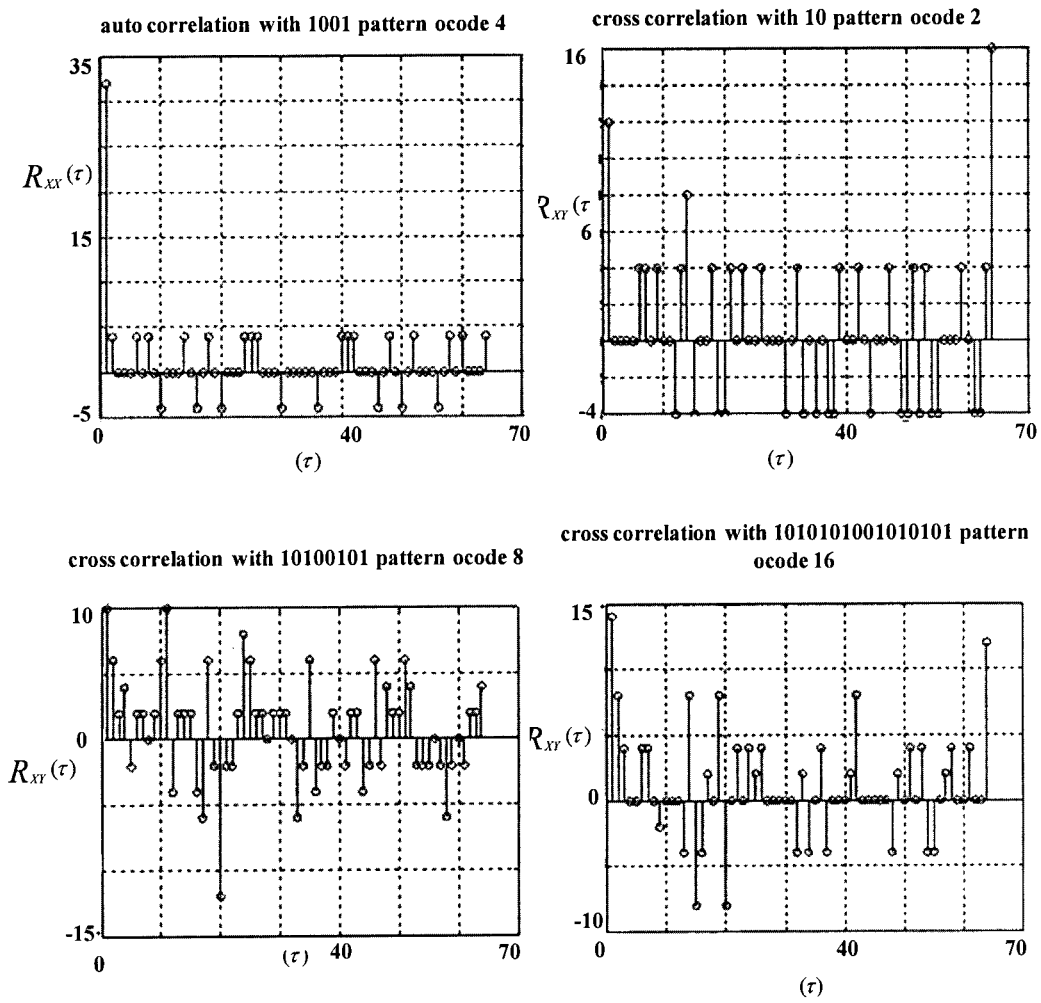 auto correlation with 1001 pattern ocode 4
35
R_XX(τ)
15
-5
0
40
70
(τ)
cross correlation with 10 pattern ocode 2
16
R_XY(τ
6
-4
0
40
70
(τ)
cross correlation with 10100101 pattern ocode 8
10
0
R_XY(τ)
-15
0
40
70
(τ)
cross correlation with 1010101001010101 pattern
ocode 16
15
R_XY(τ)
0
-10
0
40
70
(τ)